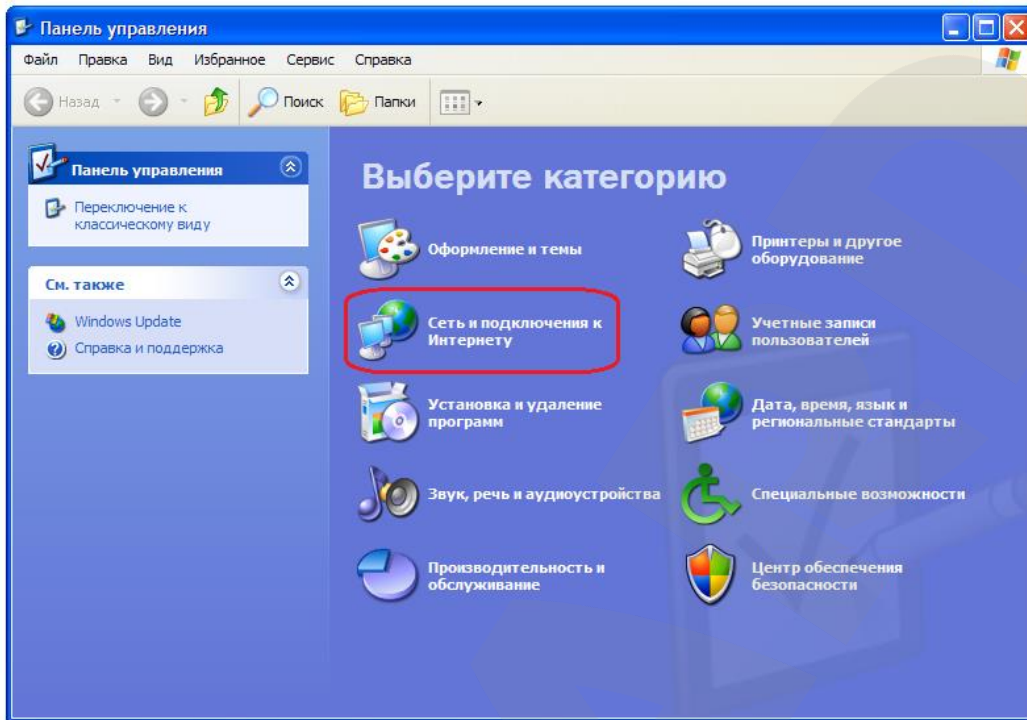 Панель управления
Файл Правка Вид Избранное Сервис Справка
Назад Поиск Папки
Панель управления
Переключение к
классическому виду
См. также
Windows Update
Справка и поддержка
Выберите категорию
Оформление и темы
Принтеры и другое
оборудование
Сеть и подключения к
Интернету
Учетные записи
пользователей
Установка и удаление
программ
Дата, время, язык и
региональные стандарты
Звук, речь и аудиоустройства
Специальные возможности
Производительность и
обслуживание
Центр обеспечения
безопасности